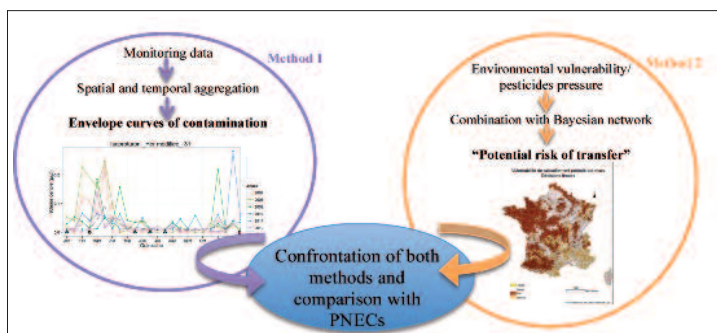 Method 1
Monitoring data
Spatial and temporal aggregation
Envelope curves of contamination
Method 2
Environmental vulnerability/
pesticides pressure
Combination with Bayesian network
“Potential risk of transfer”
Confrontation of both
methods and
comparison with
PNECs